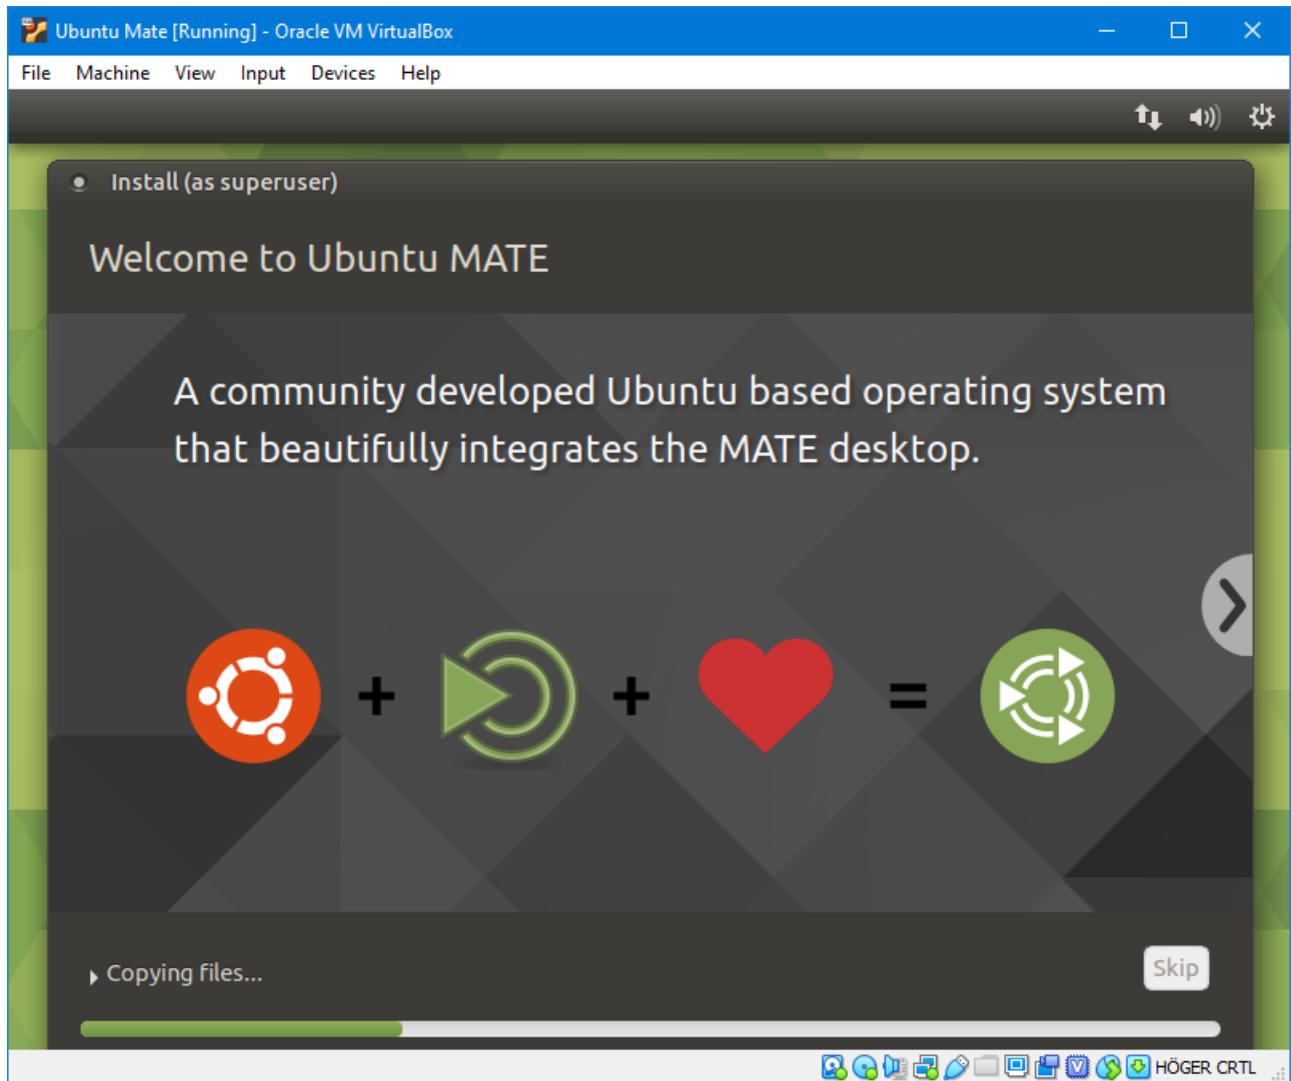 Ubuntu Mate [Running] - Oracle VM VirtualBox
File Machine View Input Devices Help
Install (as superuser)
Welcome to Ubuntu MATE
A community developed Ubuntu based operating system
that beautifully integrates the MATE desktop.
+ + =
Copying files...
Skip
HÖGER CRTL